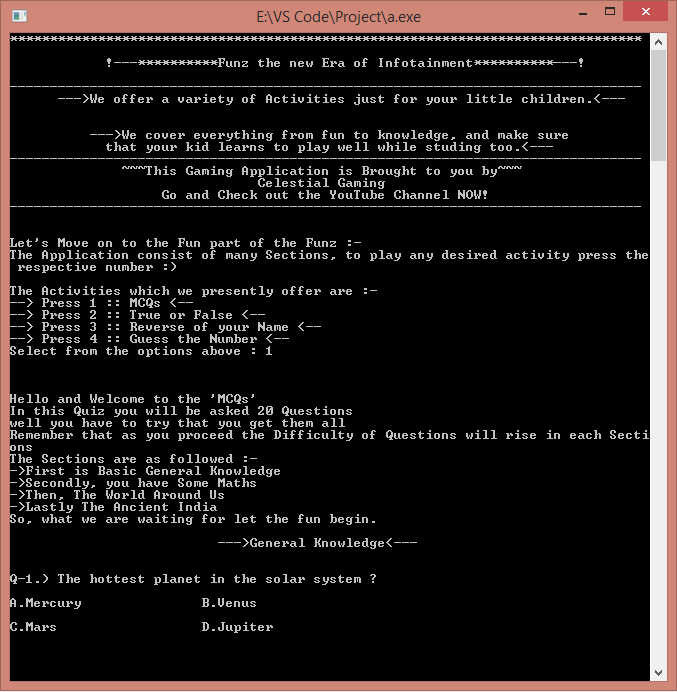 E:\VS Code\Project\a.exe
*******************************************************************************
!---**********Funz the new Era of Infotainment**********---!
-------------------------------------------------------------------------------
--->We offer a variety of Activities just for your little children.<---
--->We cover everything from fun to knowledge, and make sure
that your kid learns to play well while studing too.<---
-------------------------------------------------------------------------------
~~~This Gaming Application is Brought to you by~~~
Celestial Gaming
Go and Check out the YouTube Channel NOW!
-------------------------------------------------------------------------------
Let's Move on to the Fun part of the Funz :-
The Application consist of many Sections, to play any desired activity press the
respective number :)
The Activities which we presently offer are :-
--> Press 1 :: MCQs <--
--> Press 2 :: True or False <--
--> Press 3 :: Reverse of your Name <--
--> Press 4 :: Guess the Number <--
Select from the options above : 1
Hello and Welcome to the 'MCQs'
In this Quiz you will be asked 20 Questions
well you have to try that you get them all
Remember that as you proceed the Difficulty of Questions will rise in each Secti
ons
The Sections are as followed :-
->First is Basic General Knowledge
->Secondly, you have Some Maths
->Then, The World Around Us
->Lastly The Ancient India
So, what we are waiting for let the fun begin.
--->General Knowledge<---
Q-1.) The hottest planet in the solar system ?
A.Mercury B.Venus
C.Mars D.Jupiter